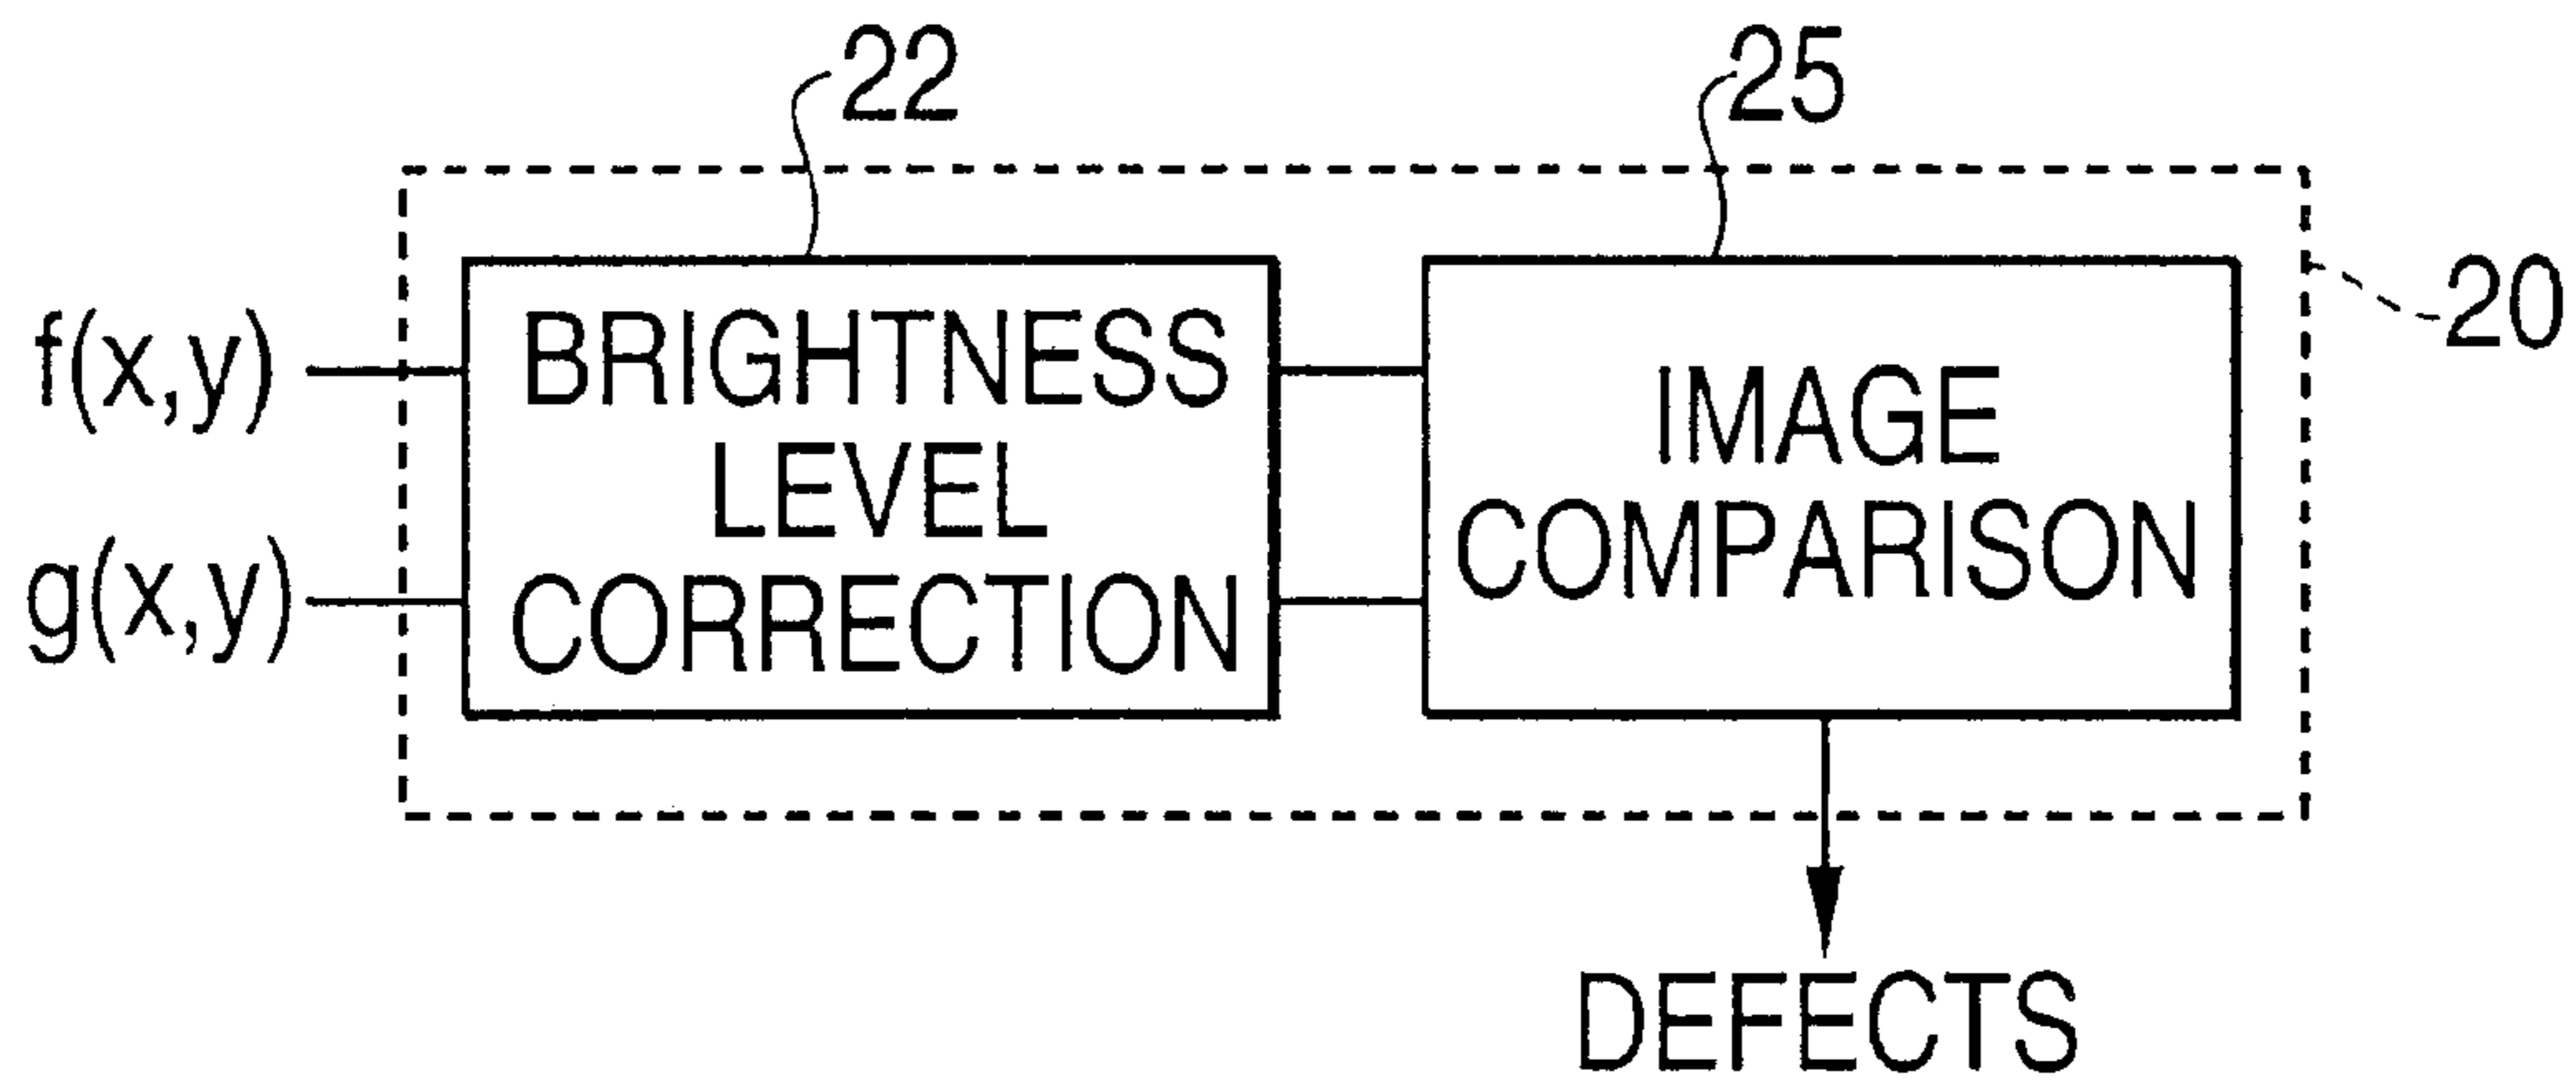 22
25
20
f(x,y)
g(x,y)
BRIGHTNESS
LEVEL
CORRECTION
IMAGE
COMPARISON
DEFECTS